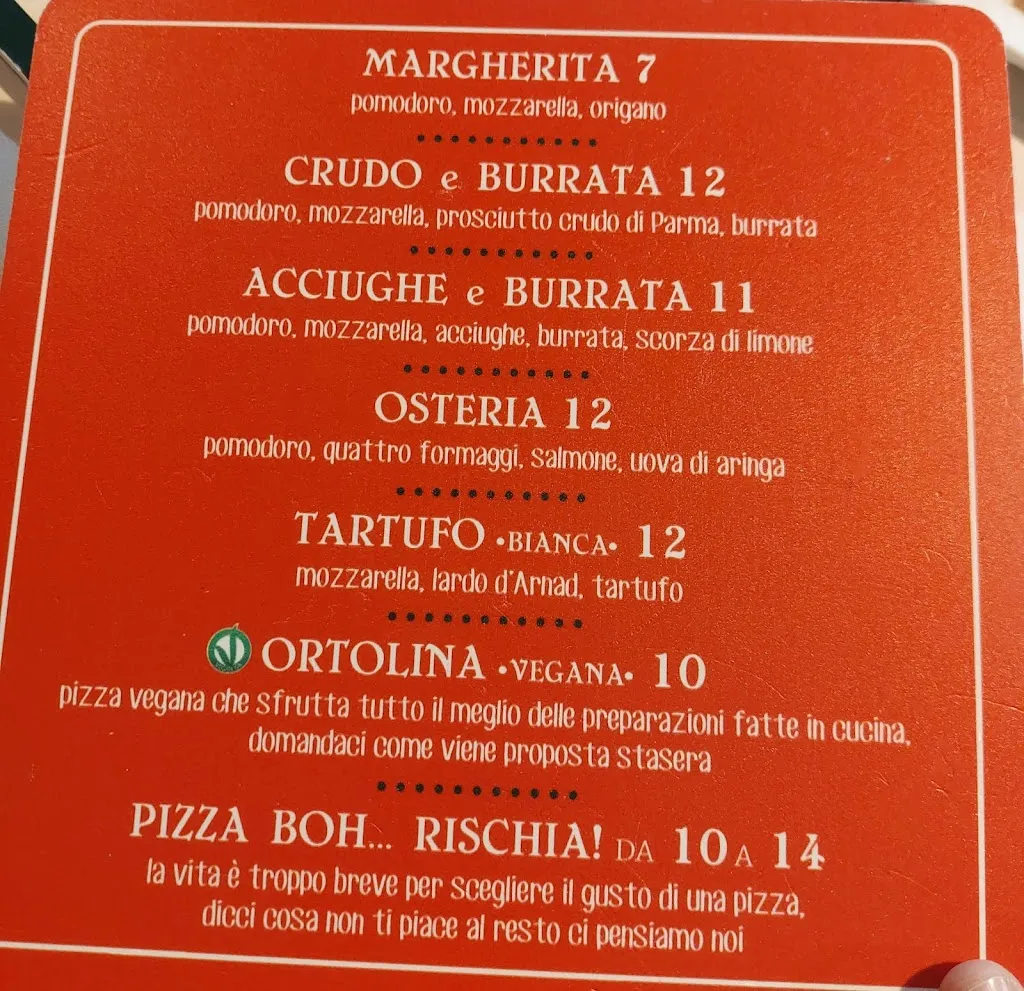 MARGHERITA 7
pomodoro, mozzarella, origano
CRUDO e BURRATA 12
pomodoro, mozzarella, prosciutto crudo di Parma, burrata
ACCIUGHE e BURRATA 11
pomodoro, mozzarella, acciughe, burrata, scorza di limone
OSTERIA 12
pomodoro, quattro formaggi, salmone, uova di aringa
TARTUFO •BIANCA• 12
mozzarella, lardo d'Arnad, tartufo
ORTOLINA •VEGANA• 10
pizza vegana che sfrutta tutto il meglio delle preparazioni fatte in cucina,
domandaci come viene proposta stasera
PIZZA BOH... RISCHIA! DA 10 A 14
la vita è troppo breve per scegliere il gusto di una pizza,
dicci cosa non ti piace al resto ci pensiamo noi